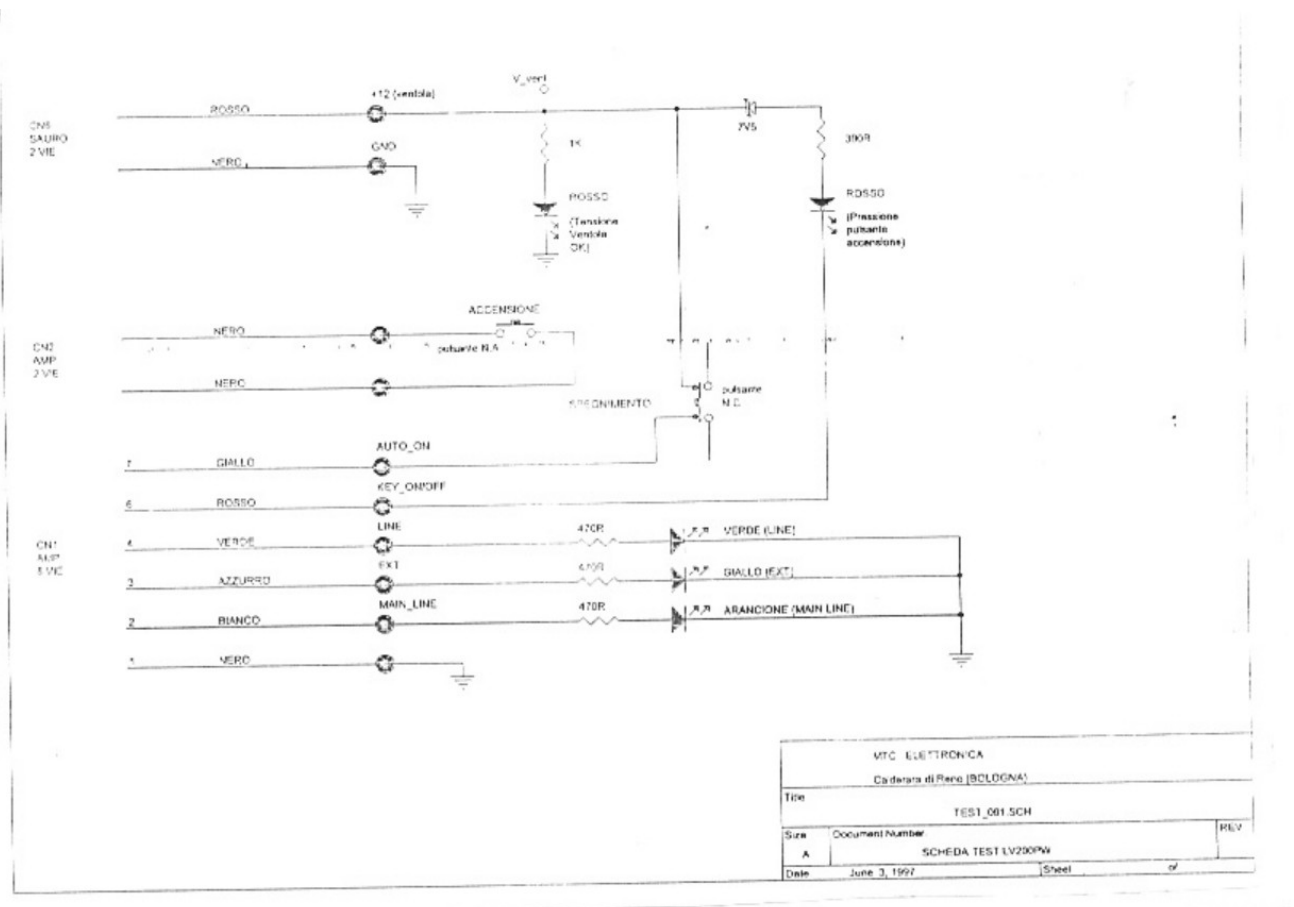 V_vent
+12 (ventola)
ROSSO
CN5
SAURO
2 VIE
7V5
1K
390R
GND
NERO
ROSSO
(Tensione
Ventola
OK)
ROSSO
(Pressione
pulsante
accensione)
ACCENSIONE
NERO
pulsante N.A
CN2
AMP
2 VIE
NERO
SPEGNIMENTO
pulsante
N.C.
AUTO_ON
7
GIALLO
KEY_ON/OFF
6
ROSSO
LINE
470R
VERDE (LINE)
4
VERDE
CN1
AMP
VIE
EXT
470R
GIALLO (EXT)
3
AZZURRO
MAIN_LINE
470R
ARANCIONE (MAIN LINE)
2
BIANCO
1
NERO
ELETTRONICA
Calderara di Reno (BOLOGNA)
Title
TEST_001.SCH
Size
Document Number
REV
A
SCHEDA TEST LV200PW
Date
June 3, 1997
Sheet
of